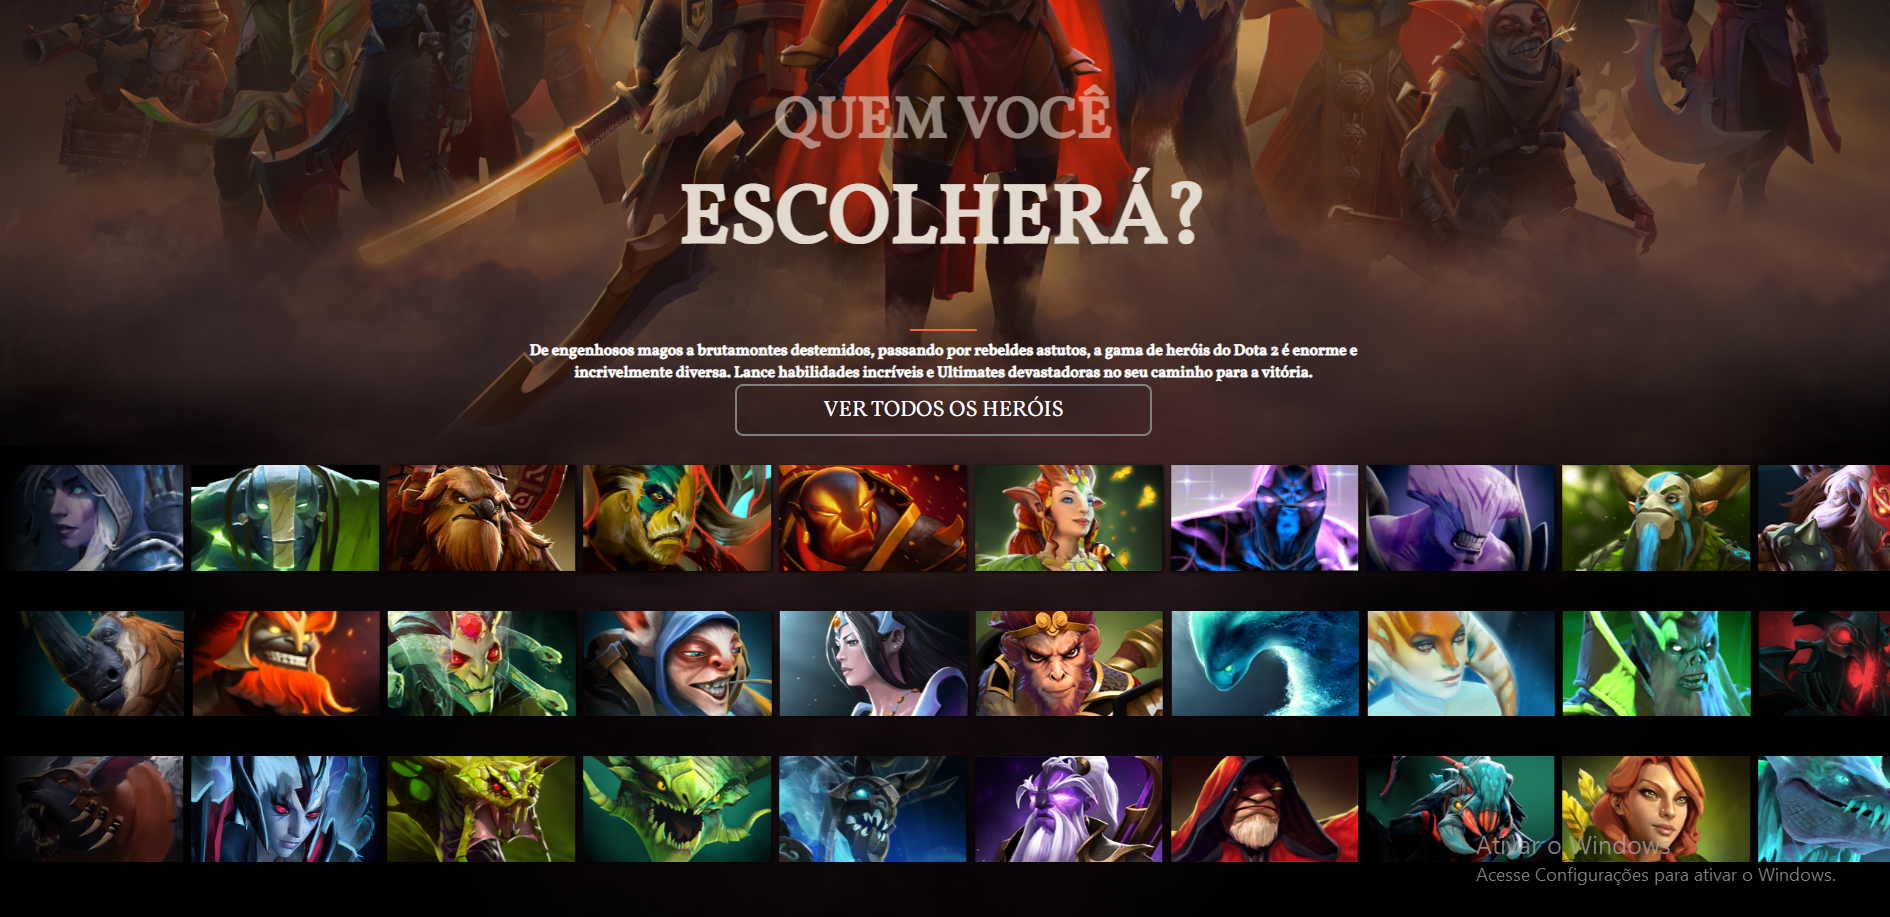 QUEM VOCÊ
ESCOLHERÁ?
De engenhosos magos a brutamontes destemidos, passando por rebeldes astutos, a gama de heróis do Dota 2 é enorme e
incrivelmente diversa. Lance habilidades incríveis e Ultimates devastadoras no seu caminho para a vitória.
VER TODOS OS HERÓIS
Ativar o Windows
Acesse Configurações para ativar o Windows.